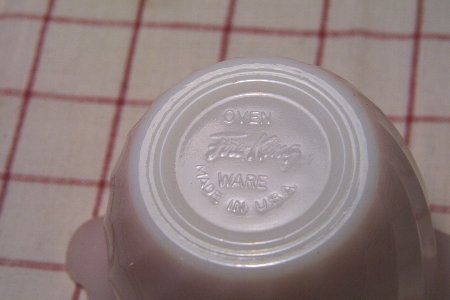 OVEN
Fire-King
WARE
MADE IN U.S.A.